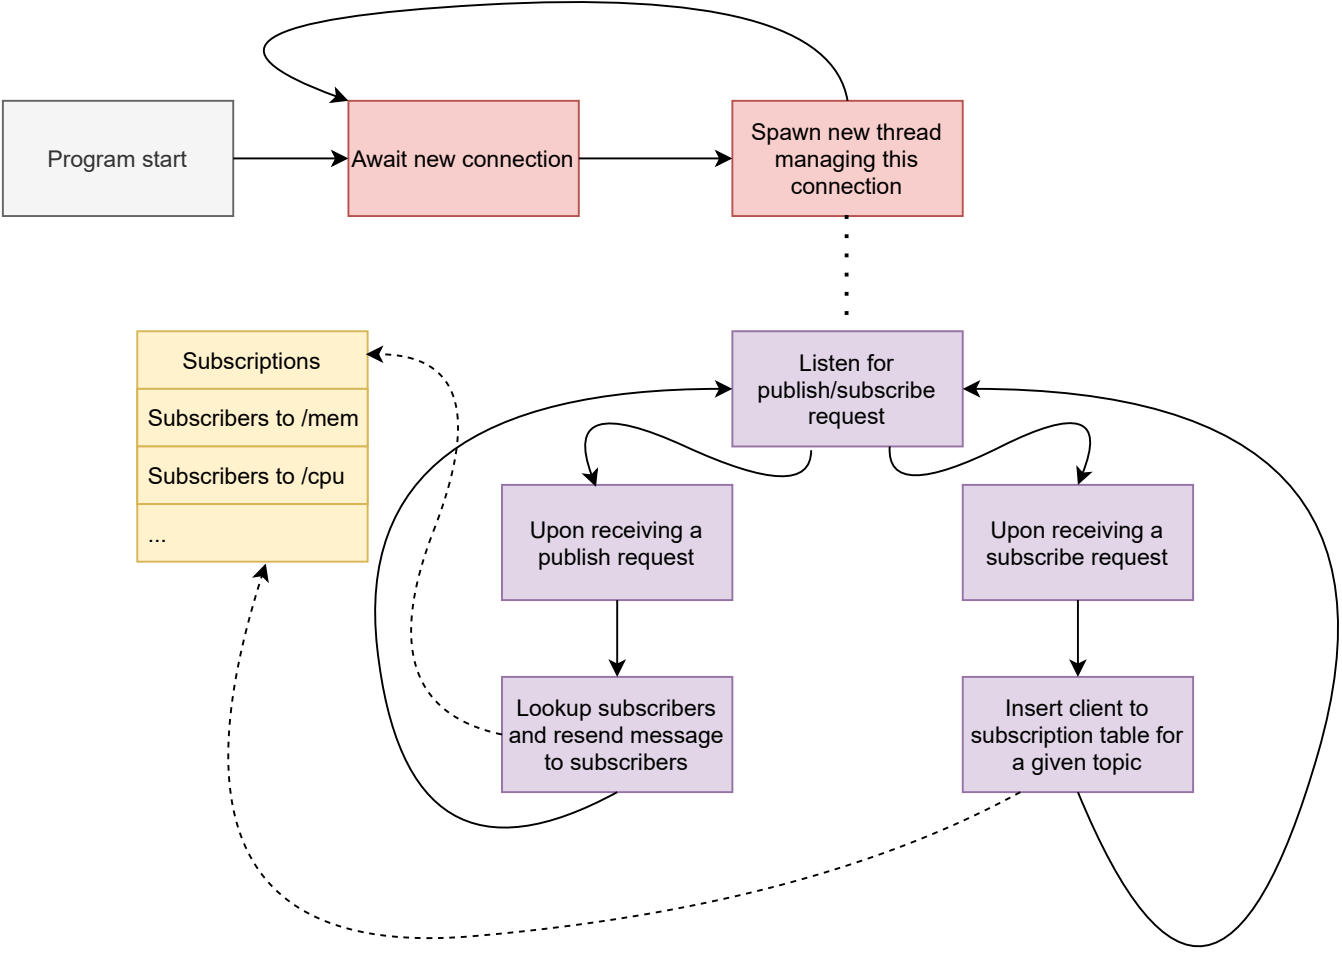 Program start
Await new connection
Spawn new thread
managing this
connection
Subscriptions
Subscribers to /mem
Subscribers to /cpu
...
Listen for
publish/subscribe
request
Upon receiving a
publish request
Upon receiving a
subscribe request
Lookup subscribers
and resend message
to subscribers
Insert client to
subscription table for
a given topic